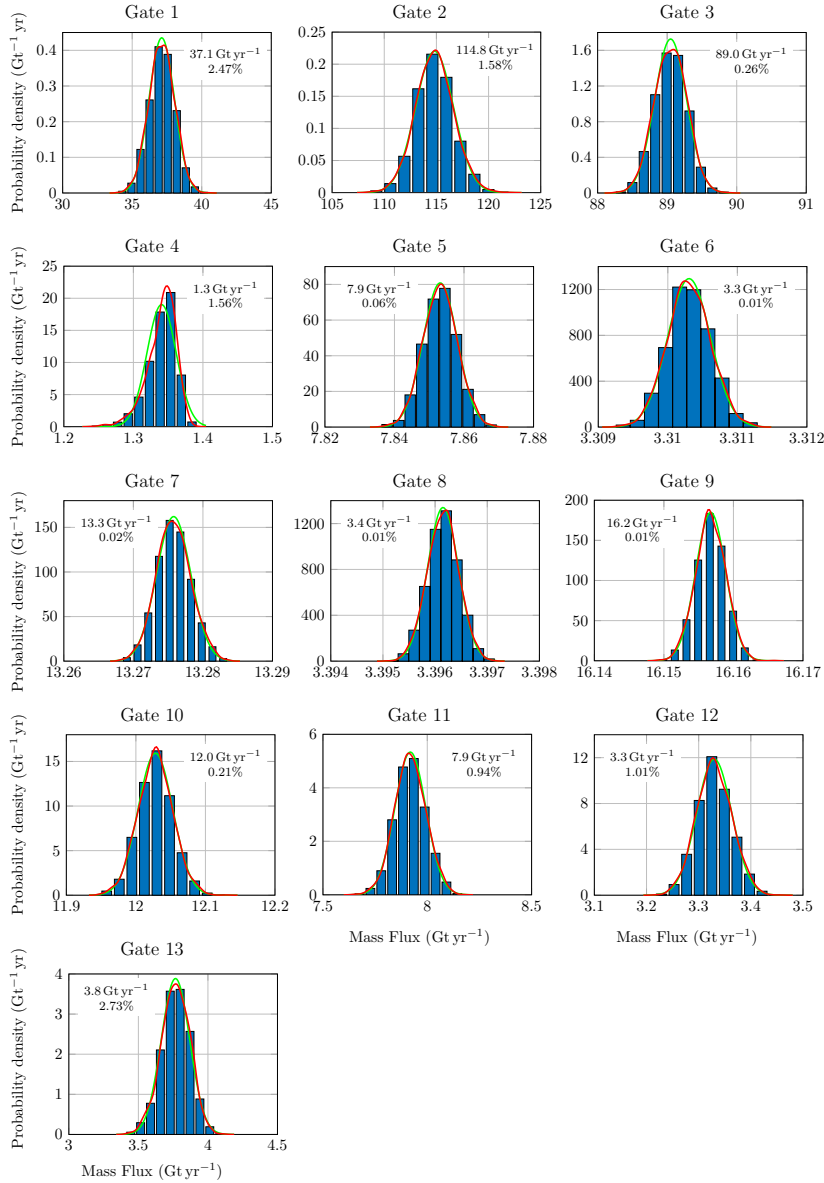 Gate 1
Gate 2
Gate 3
Probability density (Gt⁻¹ yr)
0.4
0.3
0.2
0.1
0
37.1 Gt yr⁻¹
2.47%
30 35 40 45
0.25
0.2
0.15
0.1
0.05
0
114.8 Gt yr⁻¹
1.58%
105 110 115 120 125
1.6
1.2
0.8
0.4
0
89.0 Gt yr⁻¹
0.26%
88 89 90 91
Gate 4
Gate 5
Gate 6
Probability density (Gt⁻¹ yr)
25
20
15
10
5
0
1.3 Gt yr⁻¹
1.56%
1.2 1.3 1.4 1.5
80
60
40
20
0
7.9 Gt yr⁻¹
0.06%
7.82 7.84 7.86 7.88
1200
800
400
0
3.3 Gt yr⁻¹
0.01%
3.309 3.31 3.311 3.312
Gate 7
Gate 8
Gate 9
Probability density (Gt⁻¹ yr)
150
100
50
0
13.3 Gt yr⁻¹
0.02%
13.26 13.27 13.28 13.29
1200
800
400
0
3.4 Gt yr⁻¹
0.01%
3.394 3.395 3.396 3.397 3.398
200
150
100
50
0
16.2 Gt yr⁻¹
0.01%
16.14 16.15 16.16 16.17
Gate 10
Gate 11
Gate 12
Probability density (Gt⁻¹ yr)
15
10
5
0
12.0 Gt yr⁻¹
0.21%
11.9 12 12.1 12.2
6
4
2
0
7.9 Gt yr⁻¹
0.94%
7.5 8 8.5
Mass Flux (Gt yr⁻¹)
12
8
4
0
3.3 Gt yr⁻¹
1.01%
3.1 3.2 3.3 3.4 3.5
Mass Flux (Gt yr⁻¹)
Gate 13
Probability density (Gt⁻¹ yr)
4
3
2
1
0
3.8 Gt yr⁻¹
2.73%
3 3.5 4 4.5
Mass Flux (Gt yr⁻¹)